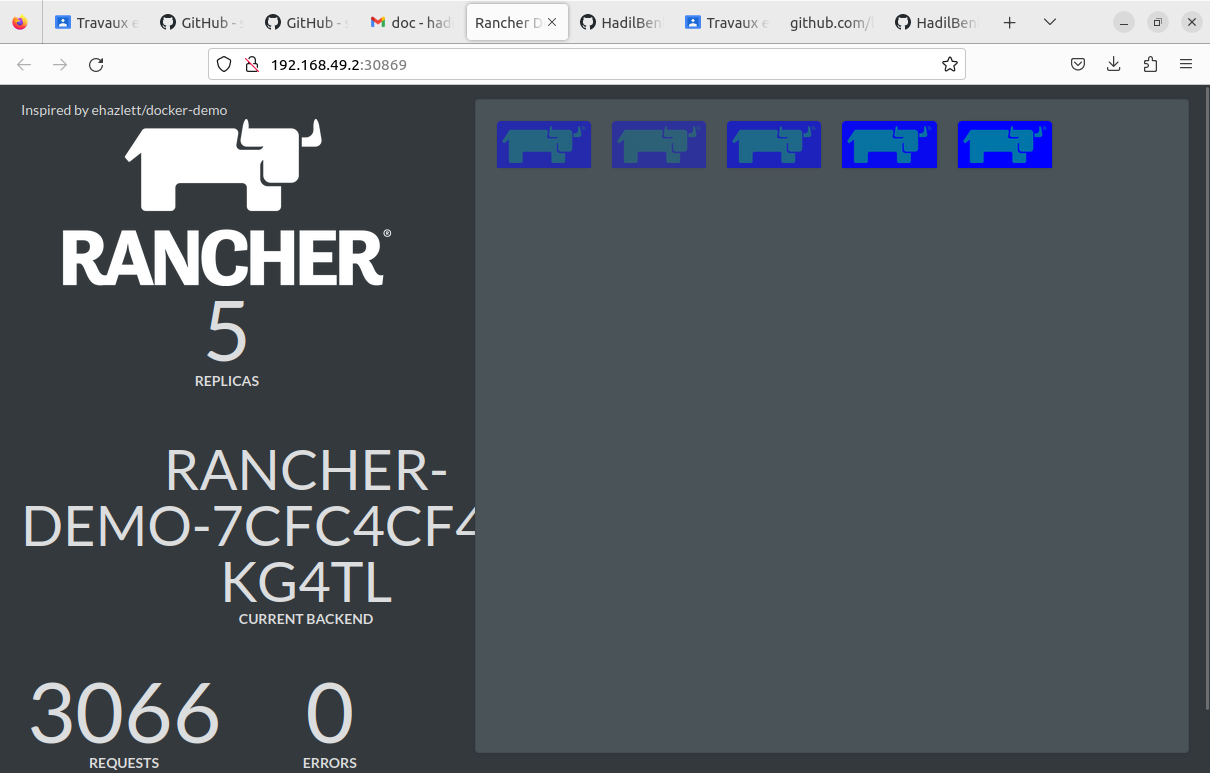 Travaux e
GitHub - s
GitHub - s
doc - hadi
Rancher D
HadilBen
Travaux e
github.com/
HadilBen
192.168.49.2:30869
Inspired by ehazlett/docker-demo
RANCHER®
5
REPLICAS
RANCHER-
DEMO-7CFC4CF4
KG4TL
CURRENT BACKEND
3066
REQUESTS
0
ERRORS